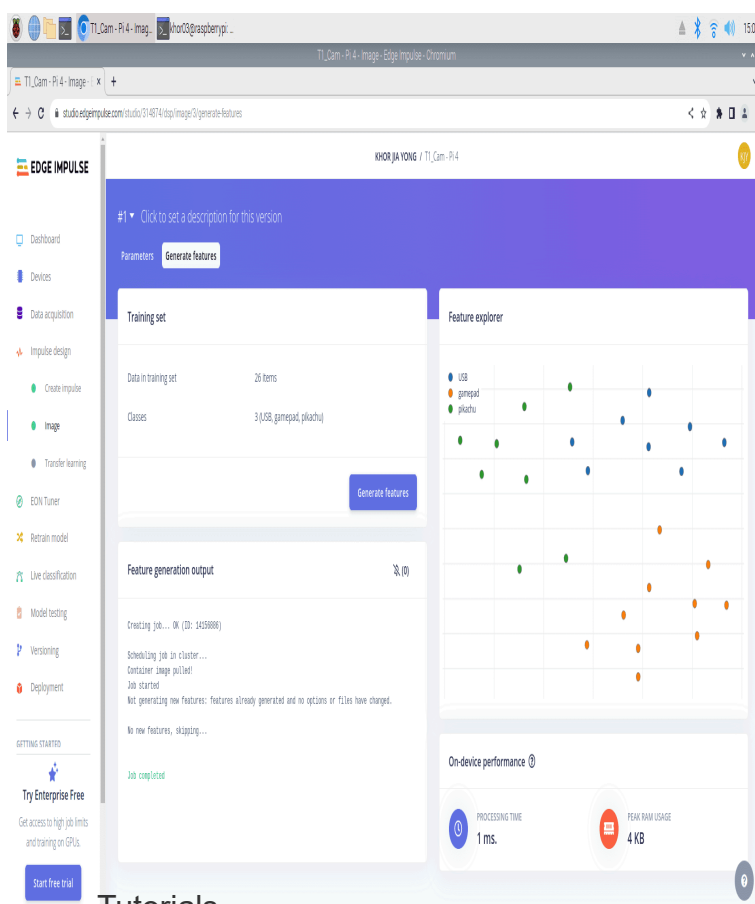 T1_Cam - Pi 4 - Imag...
khor03@raspberrypi: ...
15:0
T1_Cam - Pi 4 - Image - Edge Impulse - Chromium
T1_Cam - Pi 4 - Image - E
studio.edgeimpulse.com/studio/314874/dsp/image/3/generate-features
EDGE IMPULSE
KHOR JIA YONG / T1_Cam - Pi 4
#1 Click to set a description for this version
Parameters
Generate features
Dashboard
Devices
Data acquisition
Impulse design
Create impulse
Image
Transfer learning
EON Tuner
Retrain model
Live classification
Model testing
Versioning
Deployment
GETTING STARTED
Try Enterprise Free
Get access to high job limits
and training on GPUs.
Start free trial
Training set
Data in training set 26 items
Classes 3 (USB, gamepad, pikachu)
Generate features
Feature generation output
(0)
Creating job... OK (ID: 14156086)
Scheduling job in cluster...
Container image pulled!
Job started
Not generating new features: features already generated and no options or files have changed.
No new features, skipping...
Job completed
Feature explorer
USB
gamepad
pikachu
On-device performance
PROCESSING TIME
1 ms.
PEAK RAM USAGE
4 KB